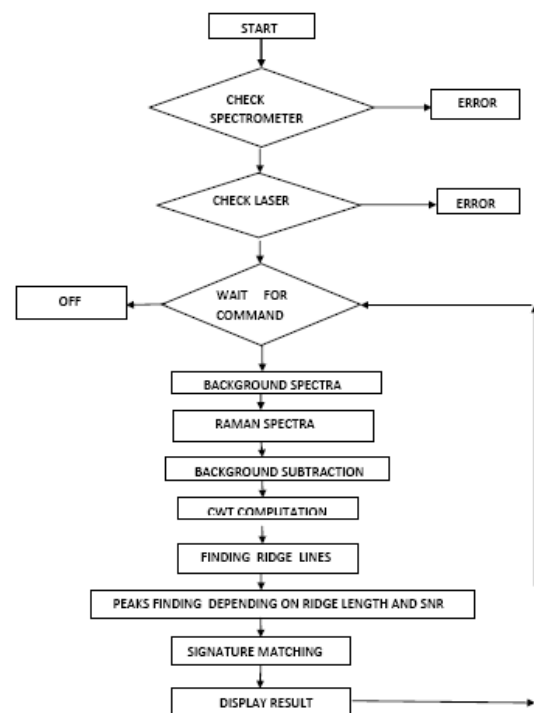 START
CHECK
SPECTROMETER
ERROR
CHECK LASER
ERROR
WAIT FOR
COMMAND
OFF
BACKGROUND SPECTRA
RAMAN SPECTRA
BACKGROUND SUBTRACTION
CWT COMPUTATION
FINDING RIDGE LINES
PEAKS FINDING DEPENDING ON RIDGE LENGTH AND SNR
SIGNATURE MATCHING
DISPLAY RESULT